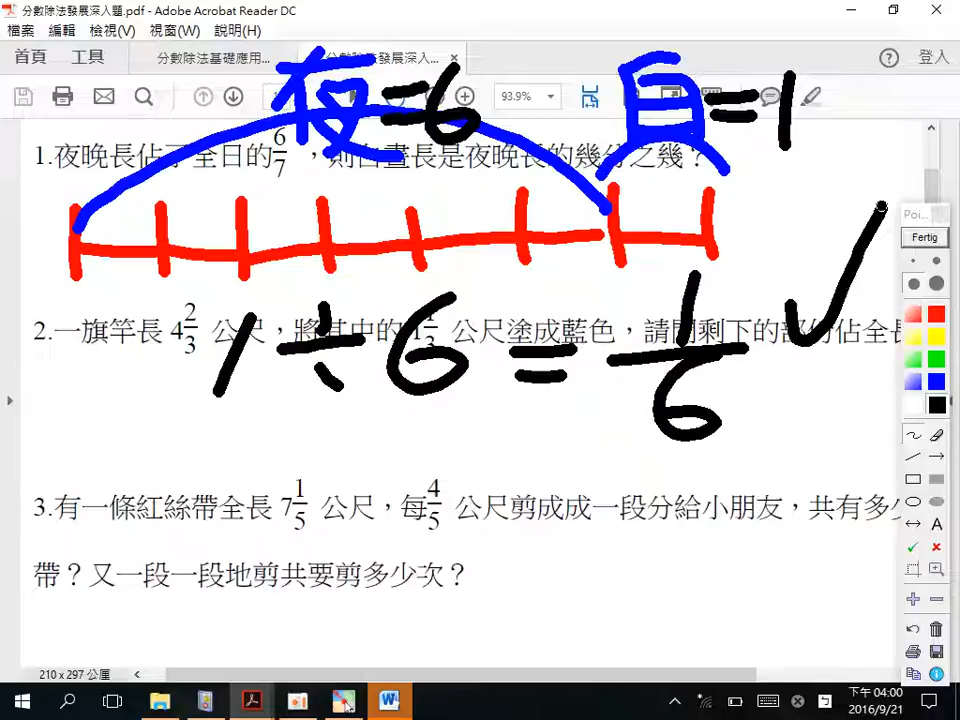 分數除法發展深入題.pdf - Adobe Acrobat Reader DC
檔案 編輯 檢視(V) 視窗(W) 說明(H)
首頁 工具 分數除法基礎應用... 分數除法發展深入... × 登入
93.9%
夜=6
1.夜晚長佔了全日的6/7，則白晝長是夜晚長的幾分之幾？
=1
2.一旗竿長 4 2/3 公尺，將其中的 公尺塗成藍色，請問剩下的部份佔全長
1÷6=1/6
3.有一條紅絲帶全長 7 1/5 公尺，每 4/5 公尺剪成成一段分給小朋友，共有多少
帶？又一段一段地剪共要剪多少次？
Poi...
Fertig
A
210 x 297 公厘
下午 04:00
2016/9/21